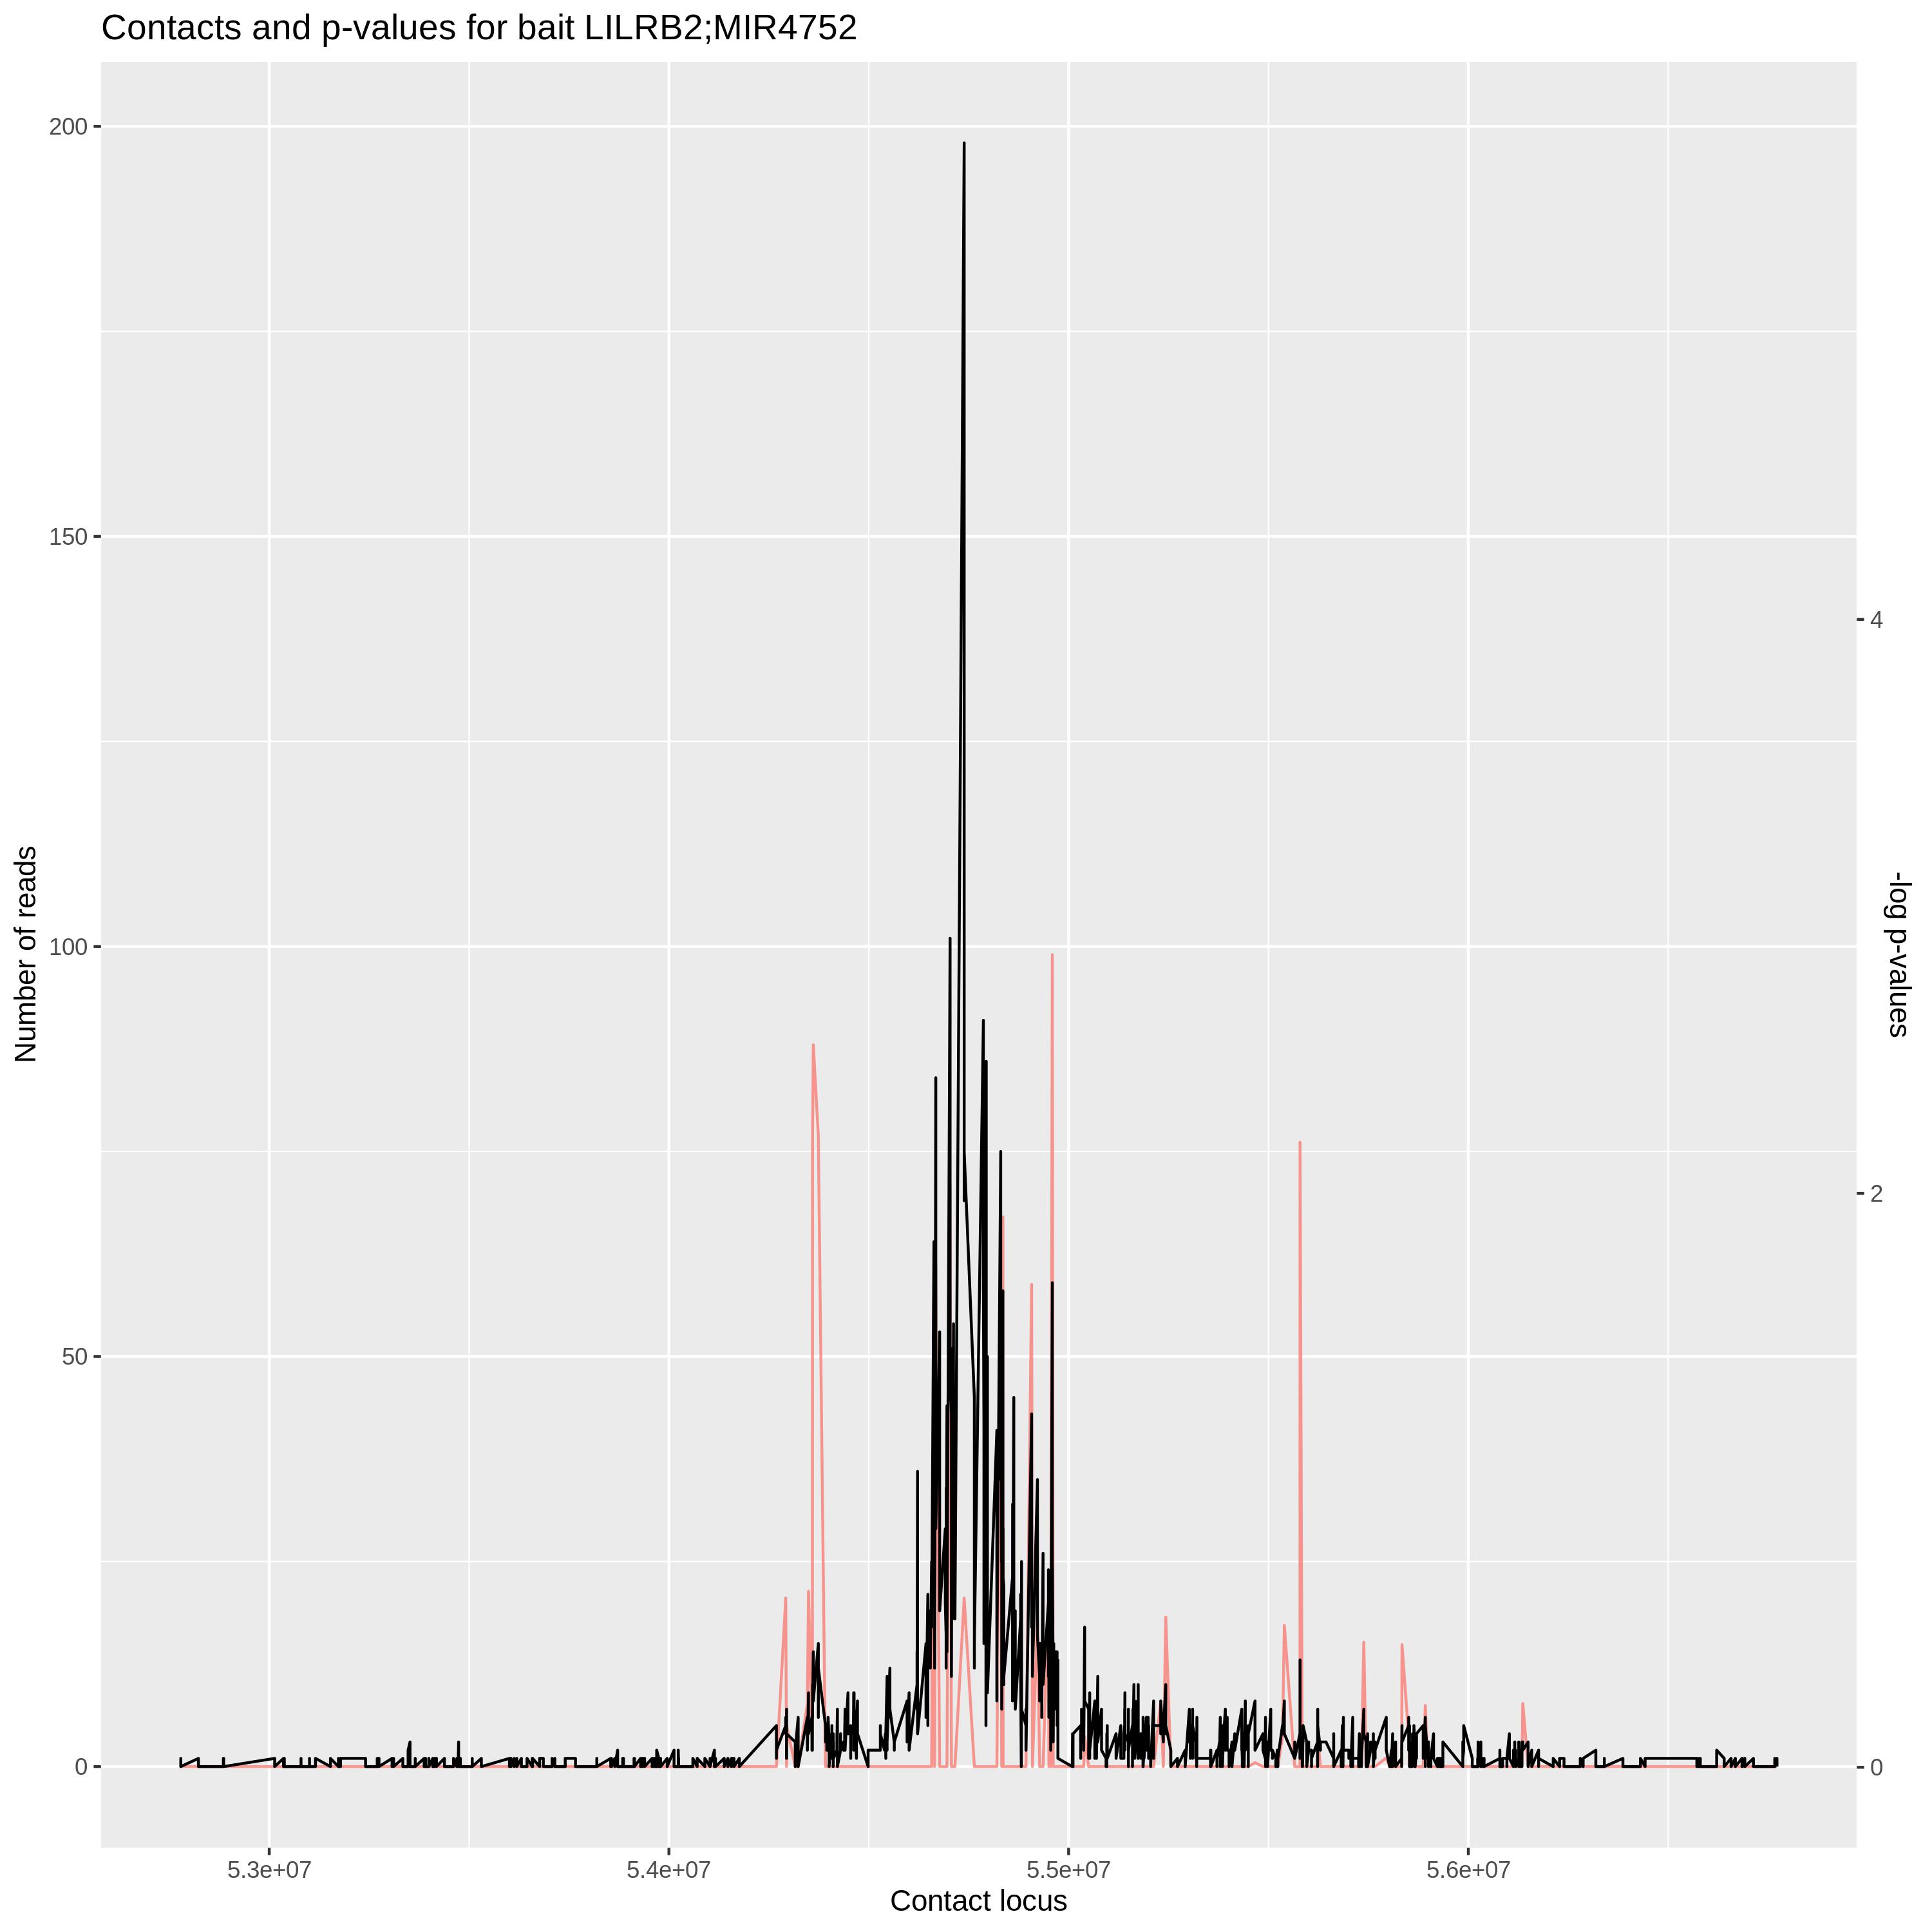 Contacts and p-values for bait LILRB2;MIR4752
200
150
100
50
0
Number of reads
4
2
0
-log p-values
5.3e+07
5.4e+07
5.5e+07
5.6e+07
Contact locus